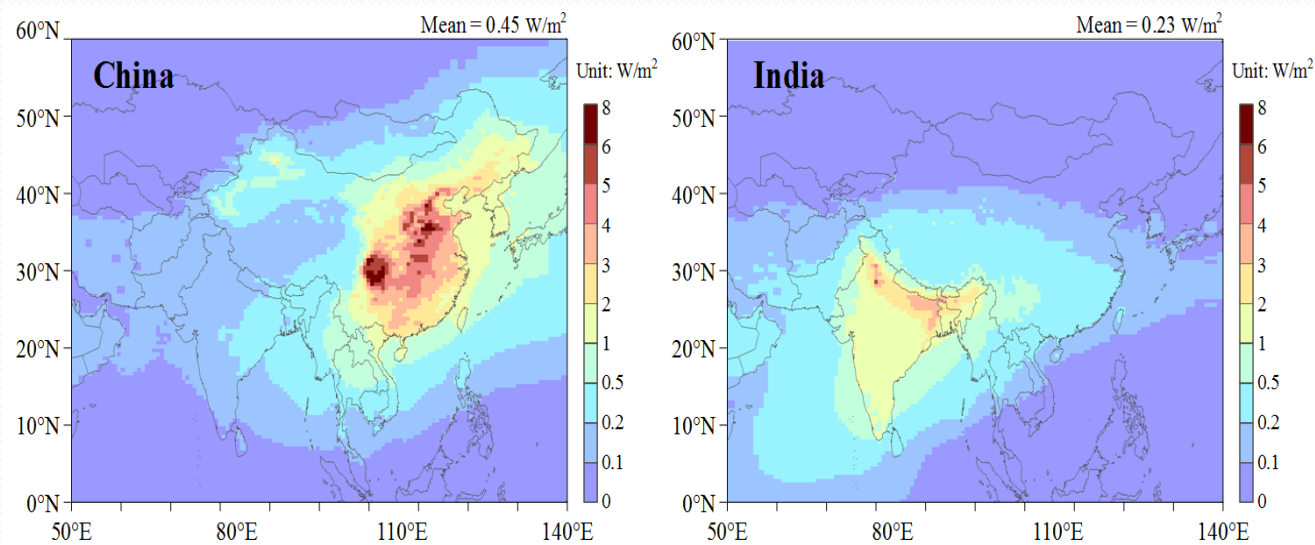 Mean = 0.45 W/m²
60°N
China
Unit: W/m²
8
50°N
6
5
40°N
4
3
30°N
2
1
20°N
0.5
0.2
10°N
0.1
0°N
0
50°E 80°E 110°E 140°E
Mean = 0.23 W/m²
60°N
India
Unit: W/m²
8
50°N
6
5
40°N
4
3
30°N
2
1
20°N
0.5
0.2
10°N
0.1
0°N
0
50°E 80°E 110°E 140°E